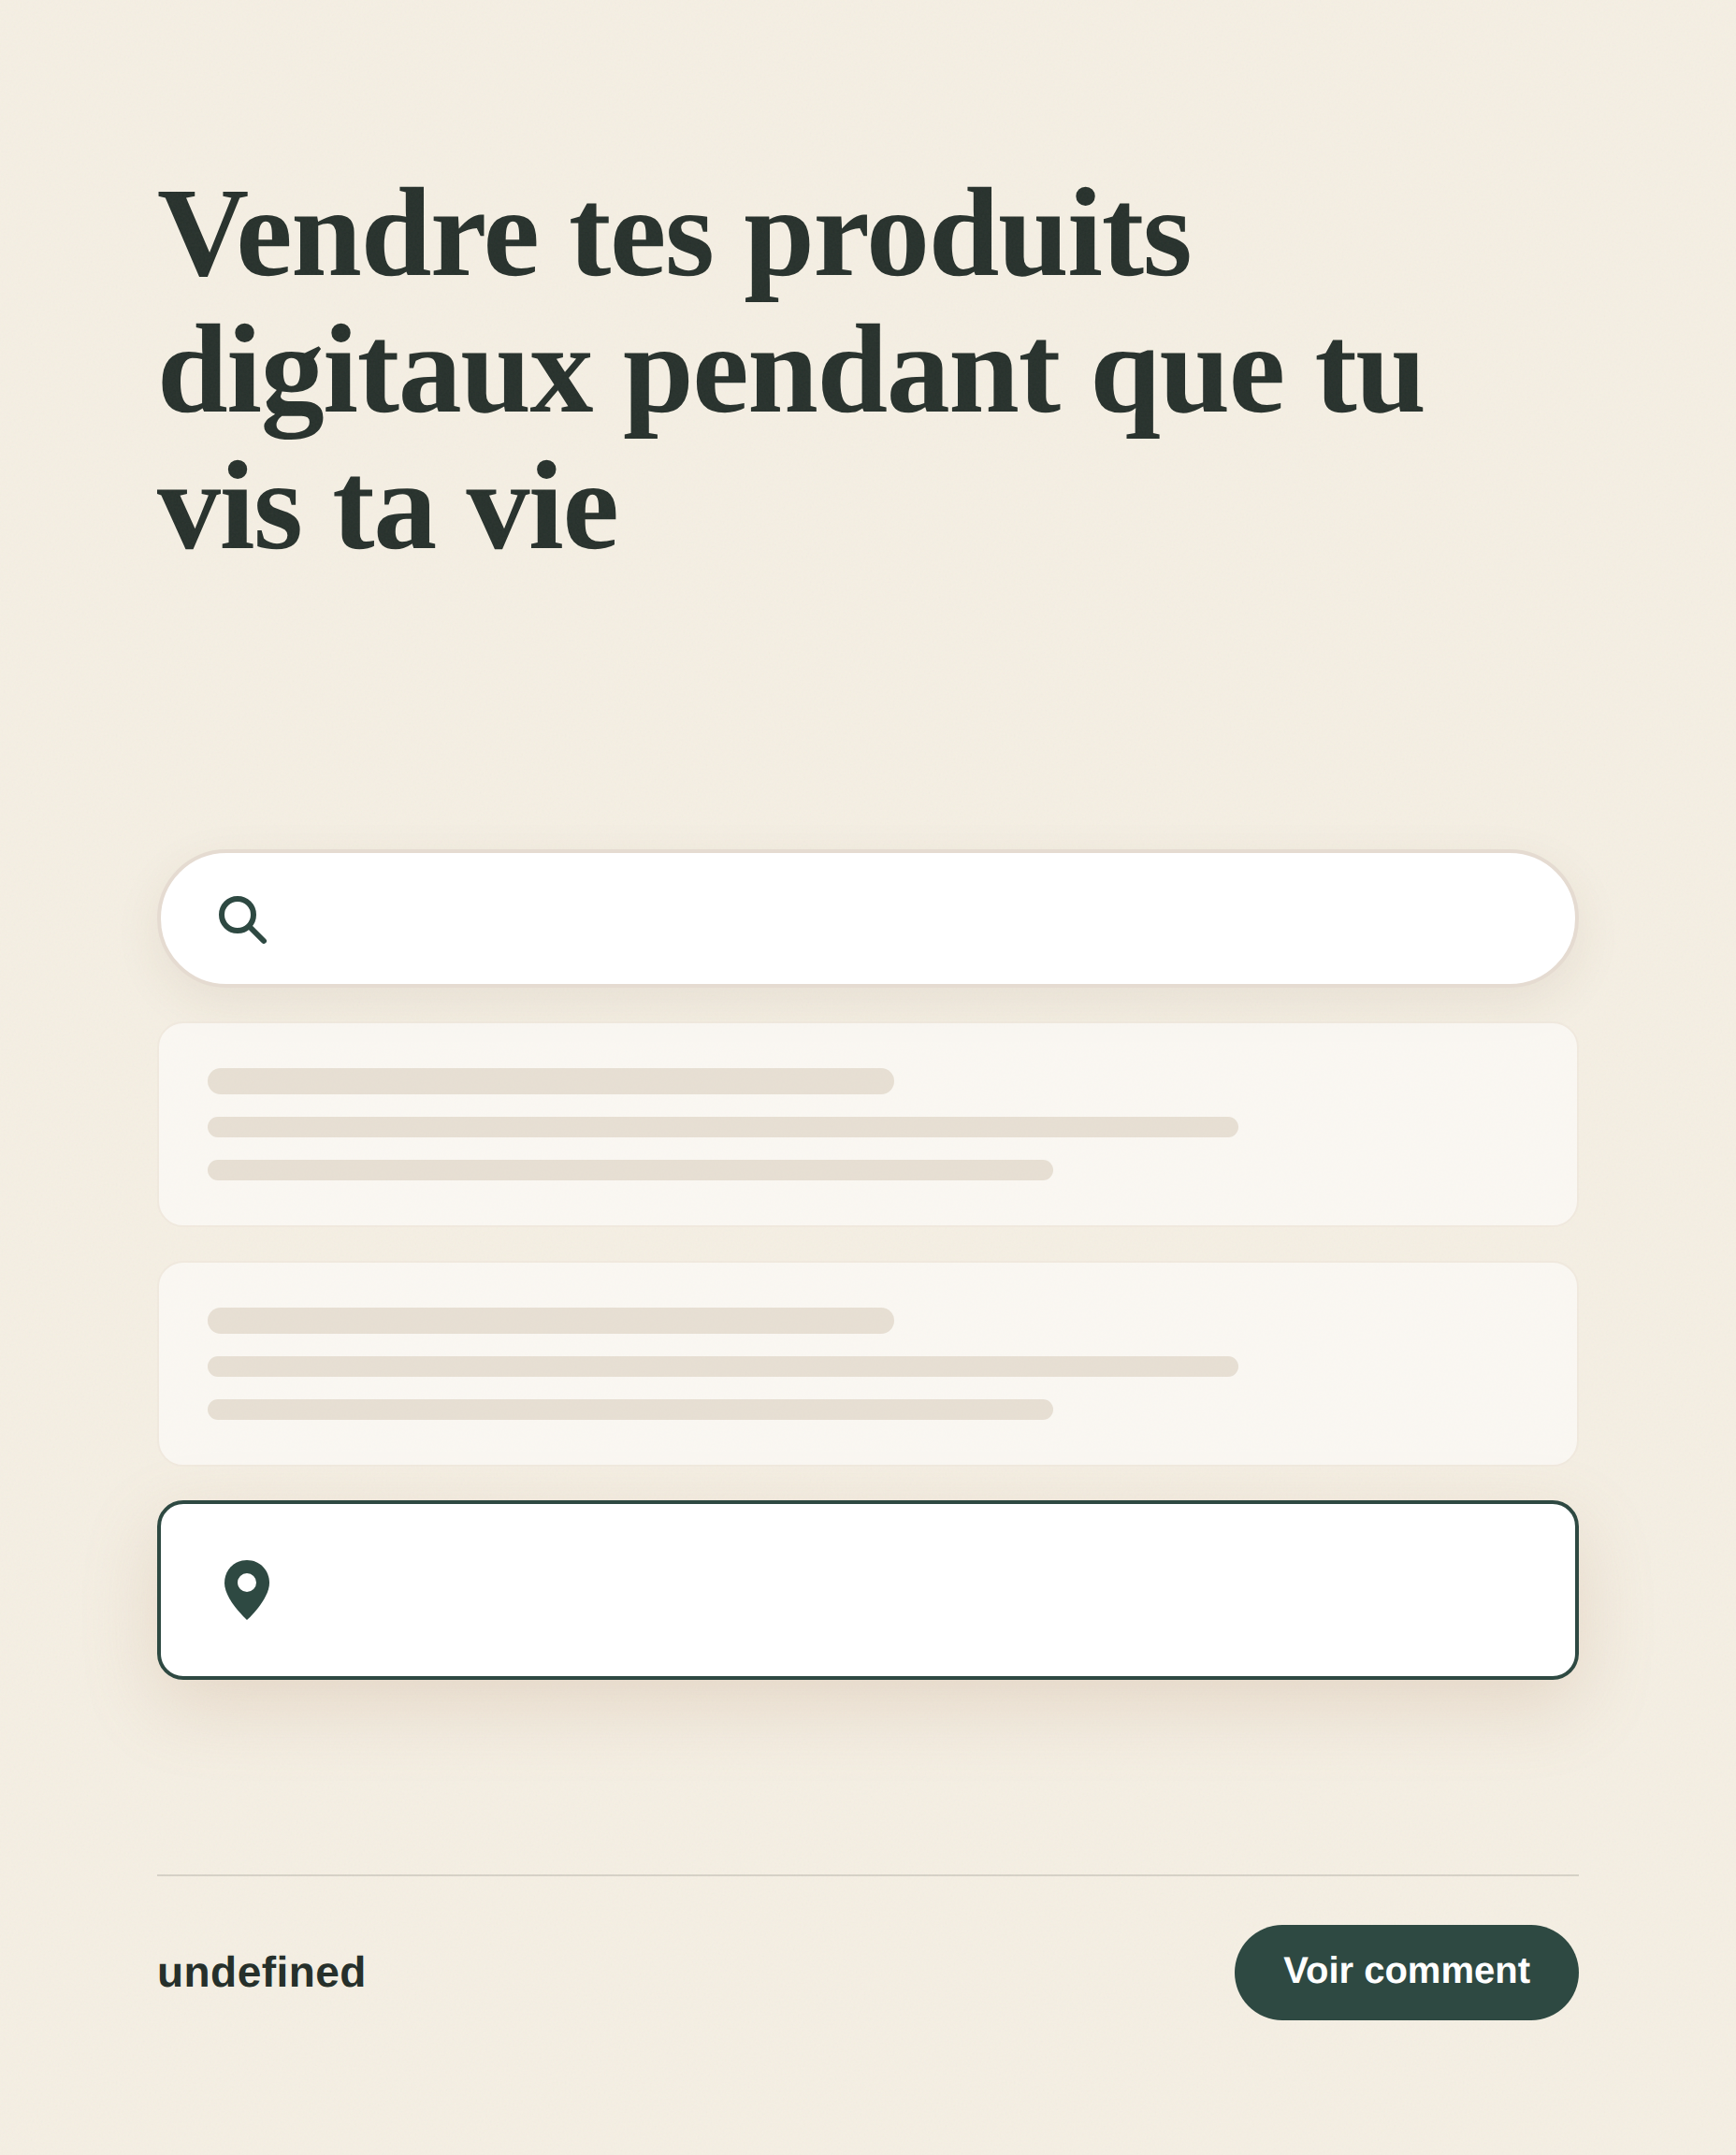 Vendre tes produits
digitaux pendant que tu
vis ta vie
undefined
Voir comment